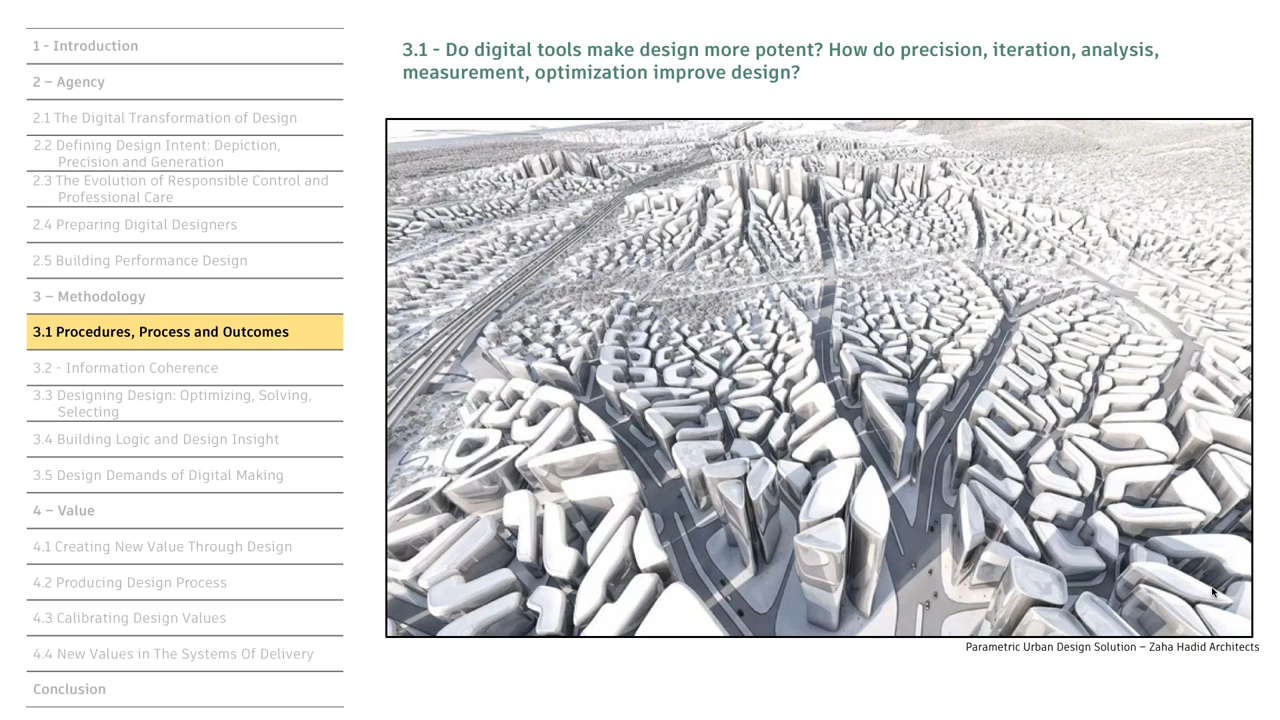 1 - Introduction
2 – Agency
2.1 The Digital Transformation of Design
2.2 Defining Design Intent: Depiction,
Precision and Generation
2.3 The Evolution of Responsible Control and
Professional Care
2.4 Preparing Digital Designers
2.5 Building Performance Design
3 – Methodology
3.1 Procedures, Process and Outcomes
3.2 - Information Coherence
3.3 Designing Design: Optimizing, Solving,
Selecting
3.4 Building Logic and Design Insight
3.5 Design Demands of Digital Making
4 – Value
4.1 Creating New Value Through Design
4.2 Producing Design Process
4.3 Calibrating Design Values
4.4 New Values in The Systems Of Delivery
Conclusion
3.1 - Do digital tools make design more potent? How do precision, iteration, analysis,
measurement, optimization improve design?
Parametric Urban Design Solution – Zaha Hadid Architects